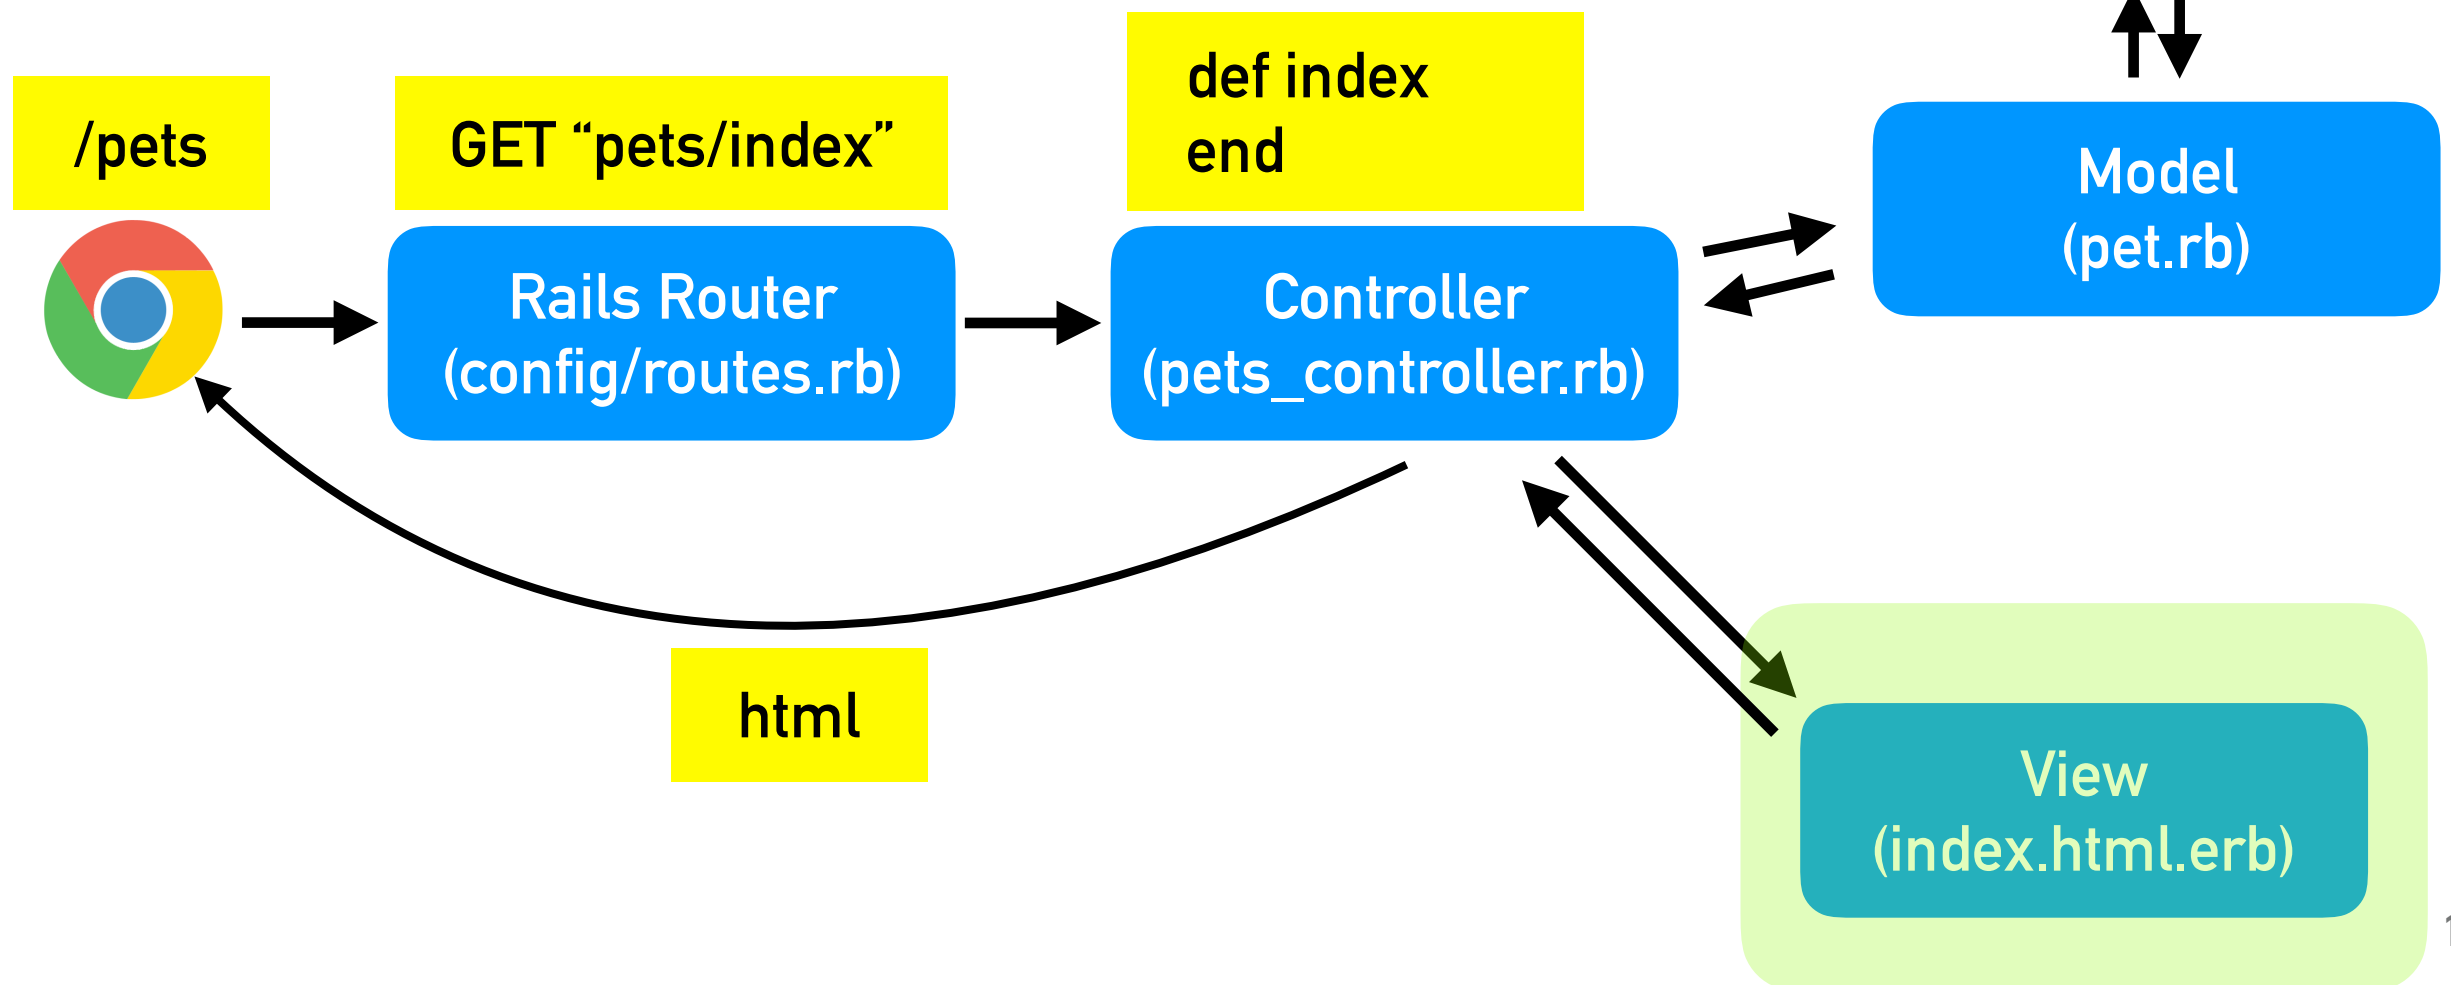 /pets
GET “pets/index”
def index
end
Rails Router
(config/routes.rb)
Controller
(pets_controller.rb)
Model
(pet.rb)
html
View
(index.html.erb)